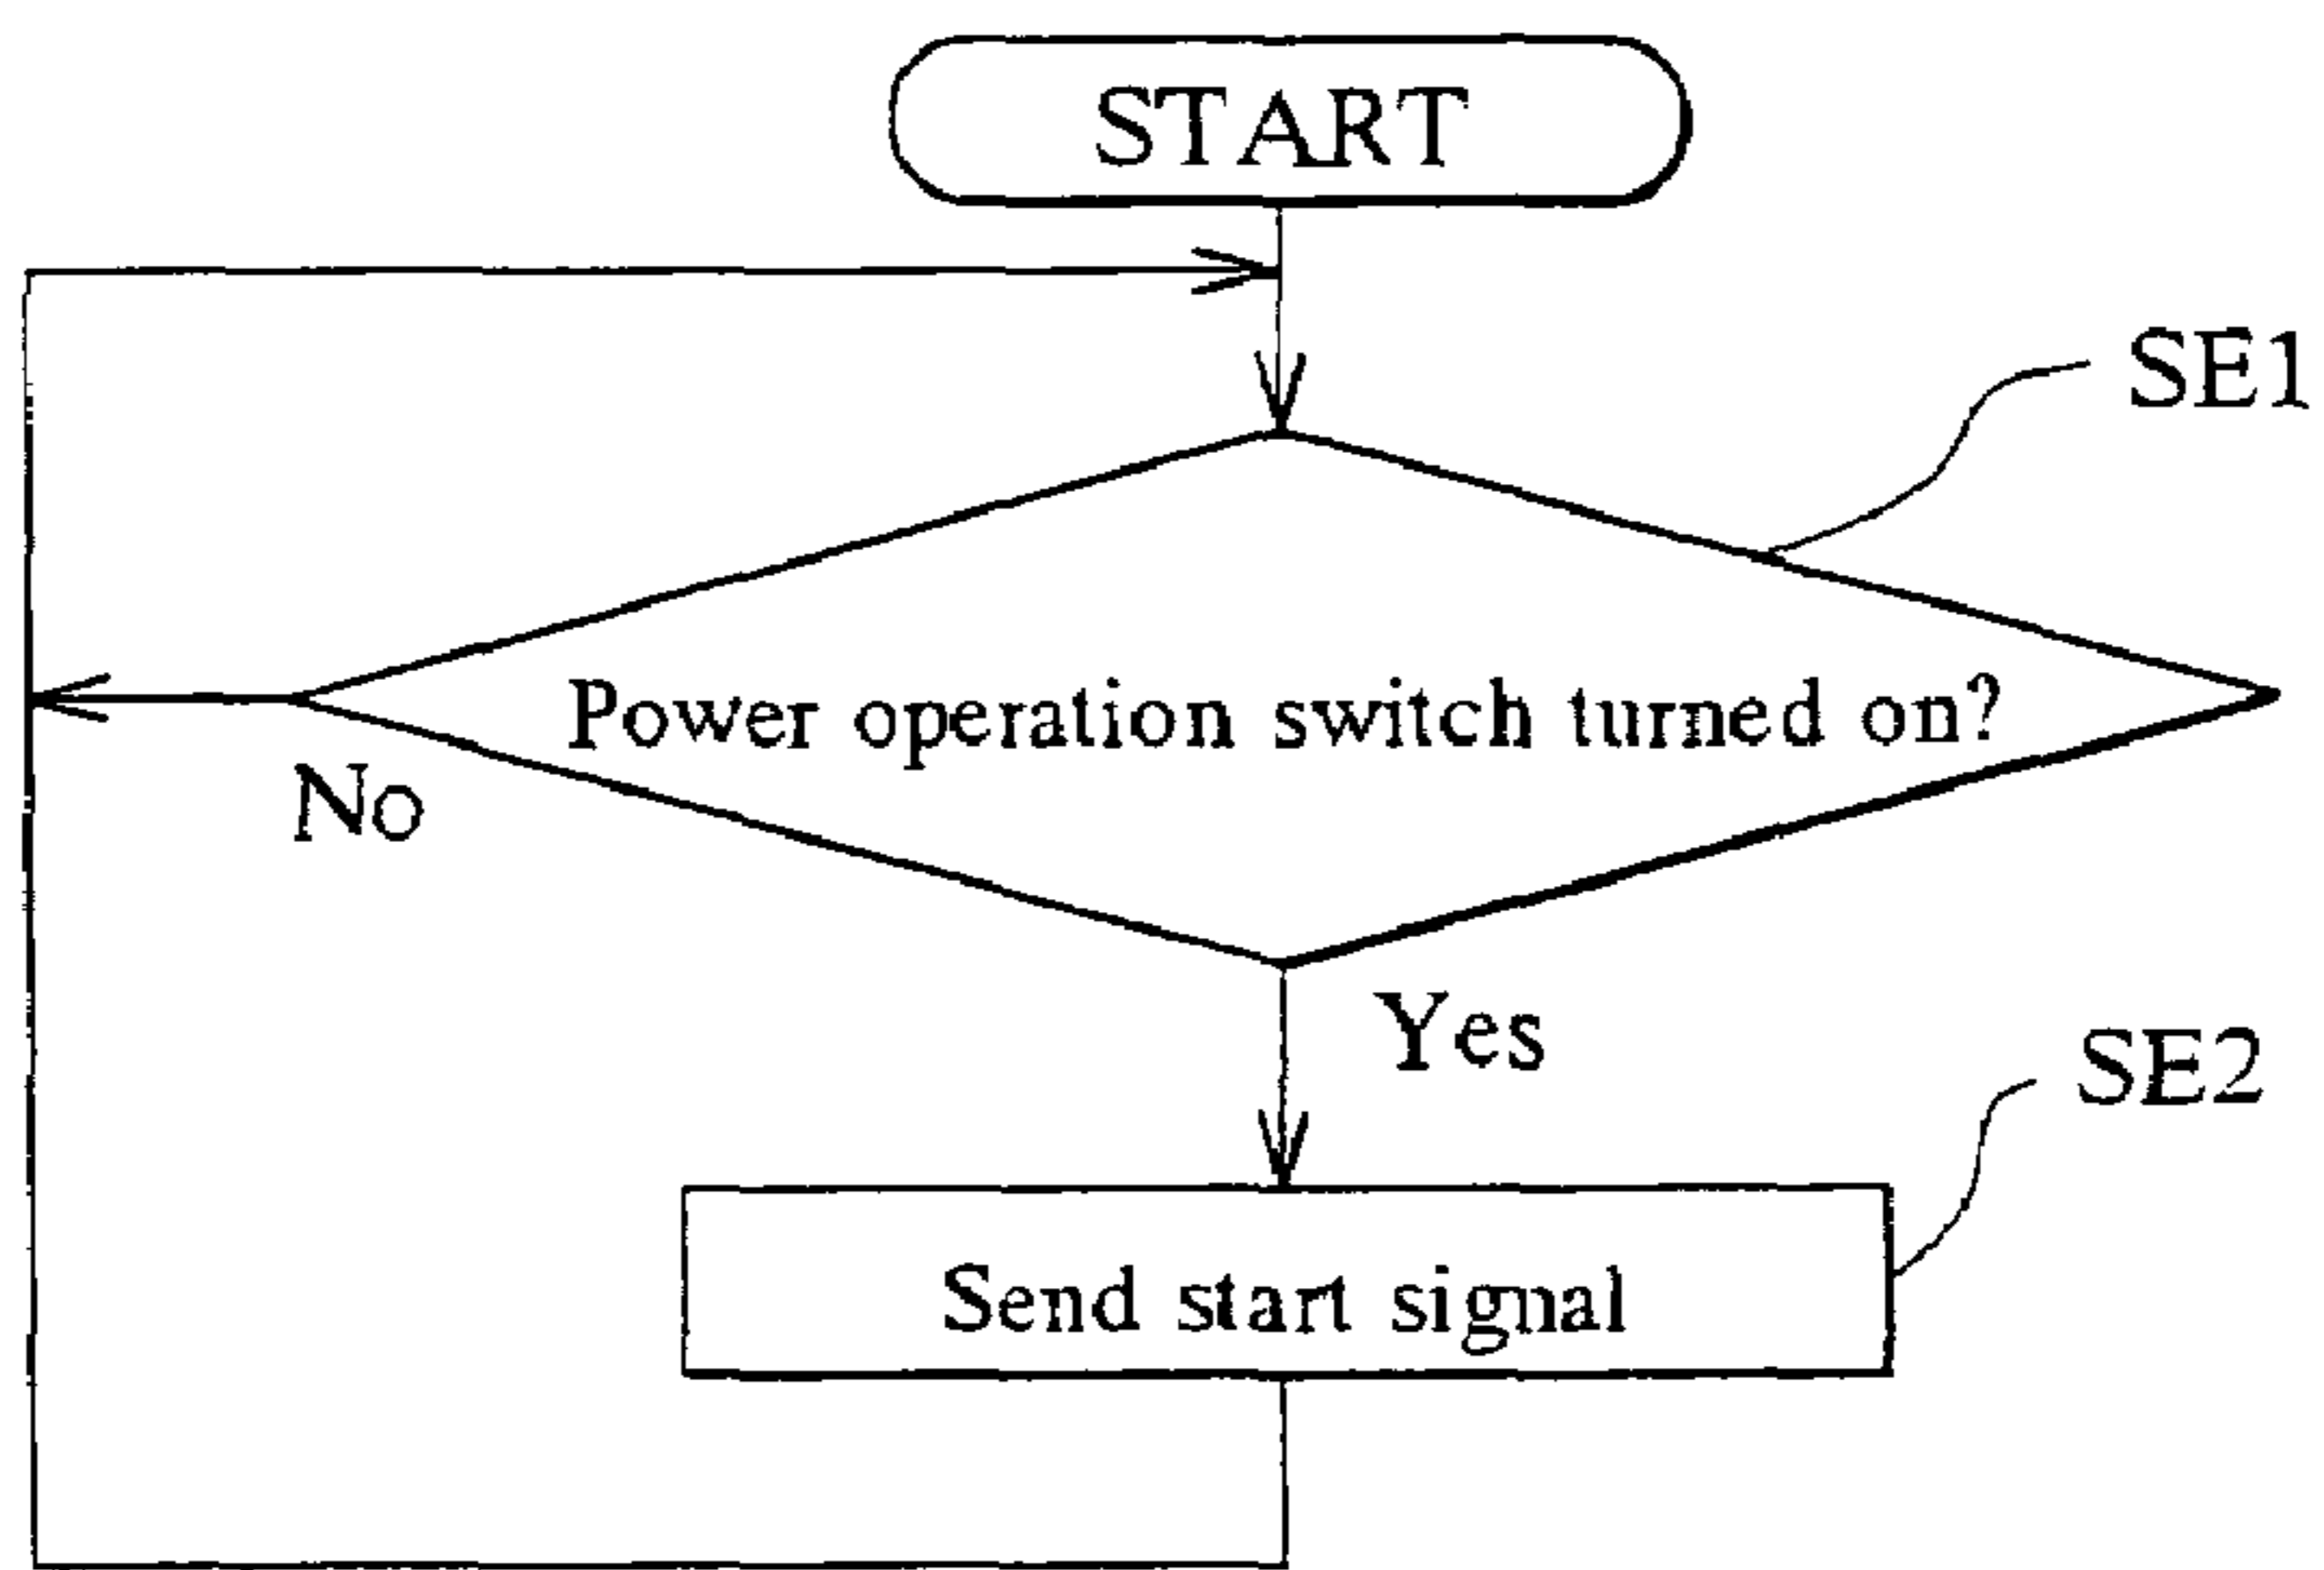 START
SE1
Power operation switch turned on?
No
Yes
SE2
Send start signal